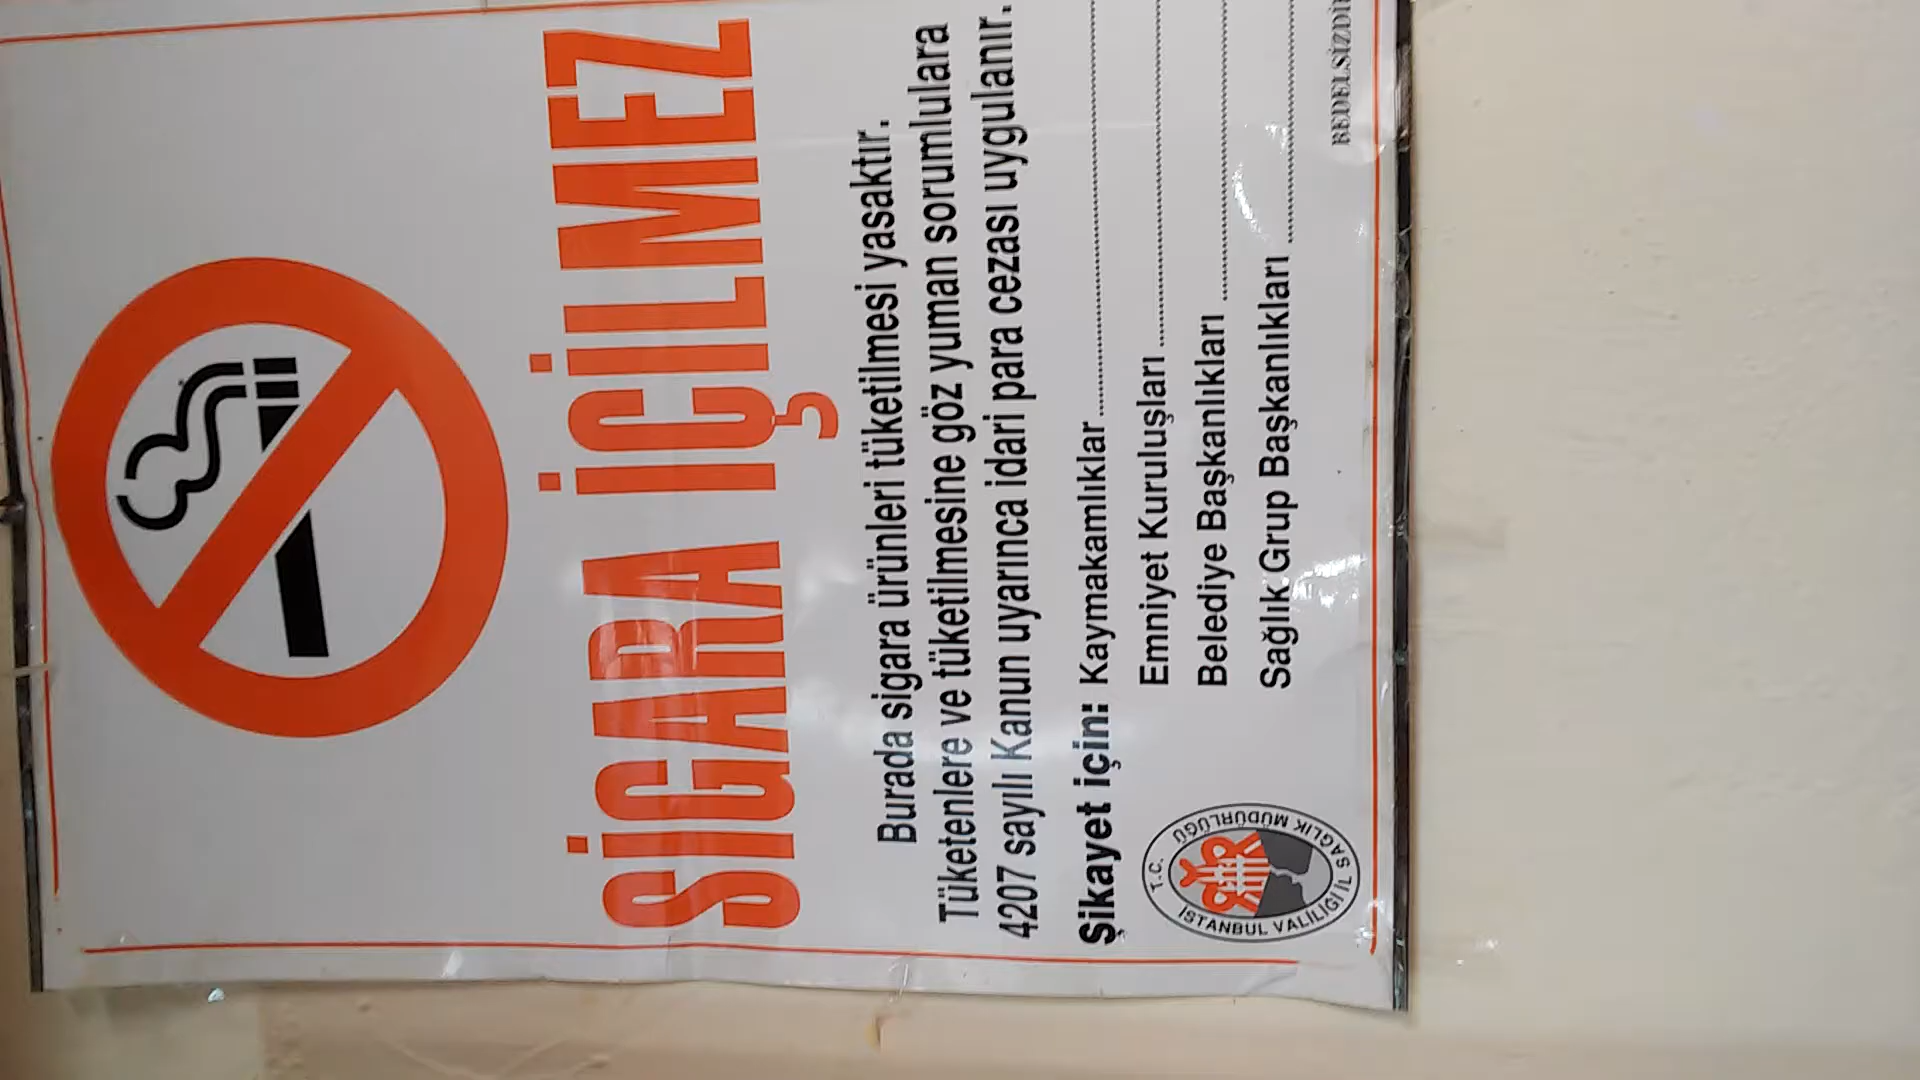 SİGARA İÇİLMEZ
Burada sigara ürünleri tüketilmesi yasaktır.
Tüketenlere ve tüketilmesine göz yuman sorumlulara
4207 sayılı Kanun uyarınca idari para cezası uygulanır.
Şikayet için: Kaymakamlıklar
Emniyet Kuruluşları
Belediye Başkanlıkları
Sağlık Grup Başkanlıkları
T.C.
İSTANBUL VALİLİĞİ İL SAĞLIK MÜDÜRLÜĞÜ